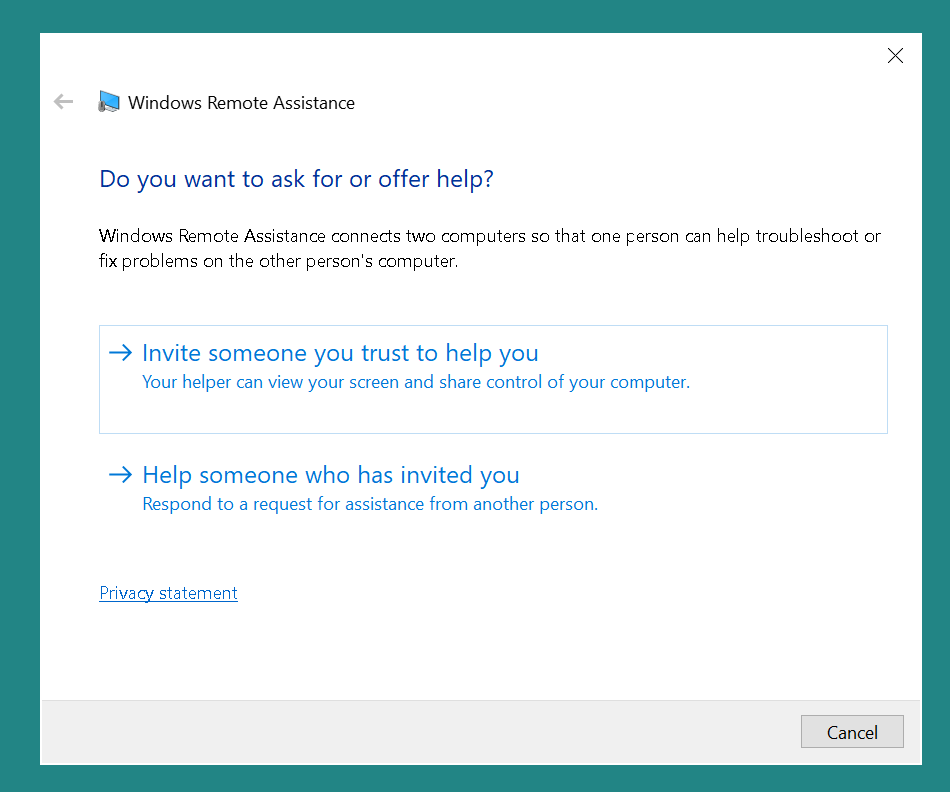 Windows Remote Assistance
Do you want to ask for or offer help?
Windows Remote Assistance connects two computers so that one person can help troubleshoot or
fix problems on the other person's computer.
Invite someone you trust to help you
Your helper can view your screen and share control of your computer.
Help someone who has invited you
Respond to a request for assistance from another person.
Privacy statement
Cancel